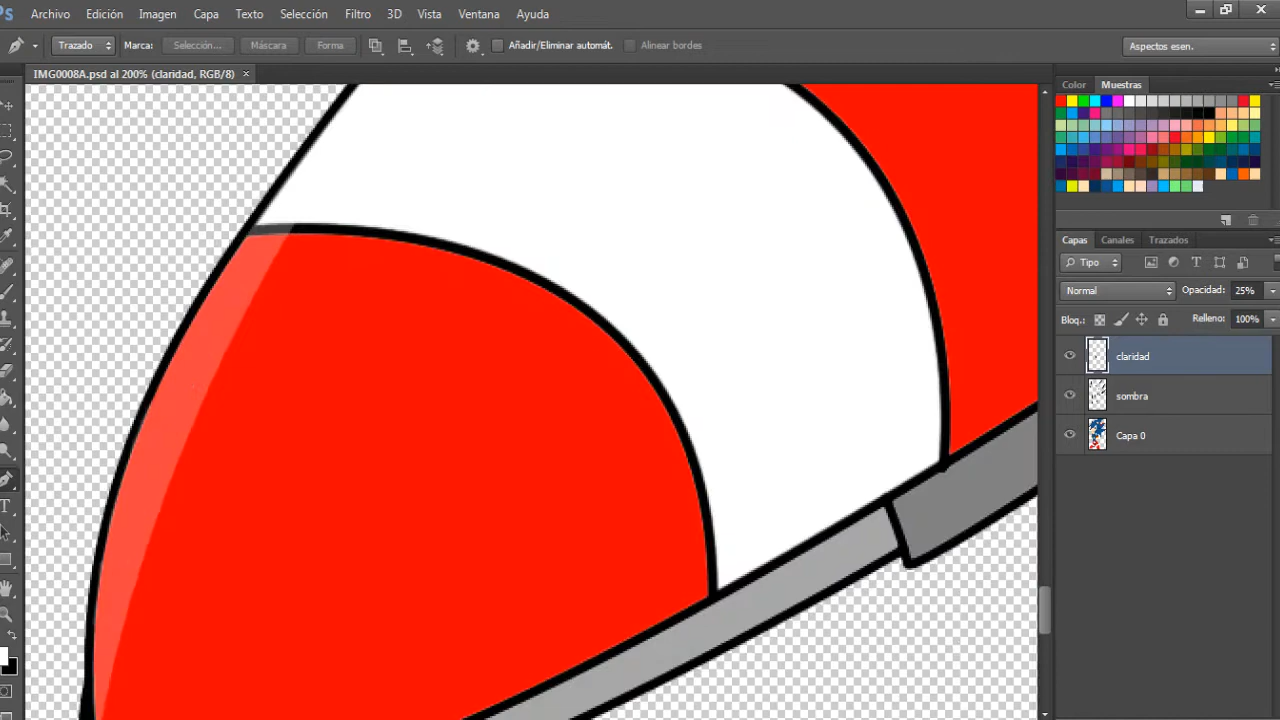 Ps Archivo Edición Imagen Capa Texto Selección Filtro 3D Vista Ventana Ayuda
Trazado Marca: Selección... Máscara Forma Añadir/Eliminar automát. Alinear bordes Aspectos esen.
IMG0008A.psd al 200% (claridad, RGB/8) ×
Color Muestras
Capas Canales Trazados
Tipo T
Normal Opacidad: 25%
Bloq.: Relleno: 100%
claridad
sombra
Capa 0
T